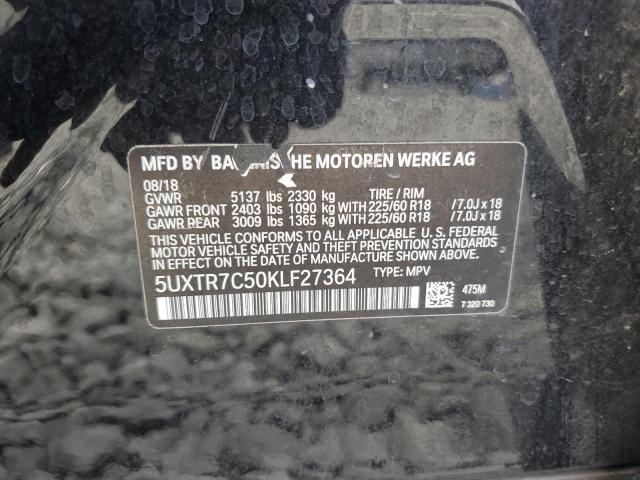 MFD BY BAYERISCHE MOTOREN WERKE AG
08/18
GVWR 5137 lbs 2330 kg TIRE / RIM
GAWR FRONT 2403 lbs 1090 kg WITH 225/60 R18 /7.0J x 18
GAWR REAR 3009 lbs 1365 kg WITH 225/60 R18 /7.0J x 18
THIS VEHICLE CONFORMS TO ALL APPLICABLE U.S. FEDERAL
MOTOR VEHICLE SAFETY AND THEFT PREVENTION STANDARDS
IN EFFECT ON THE DATE OF MANUFACTURE SHOWN ABOVE.
5UXTR7C50KLF27364 TYPE: MPV
475M
7 320 730